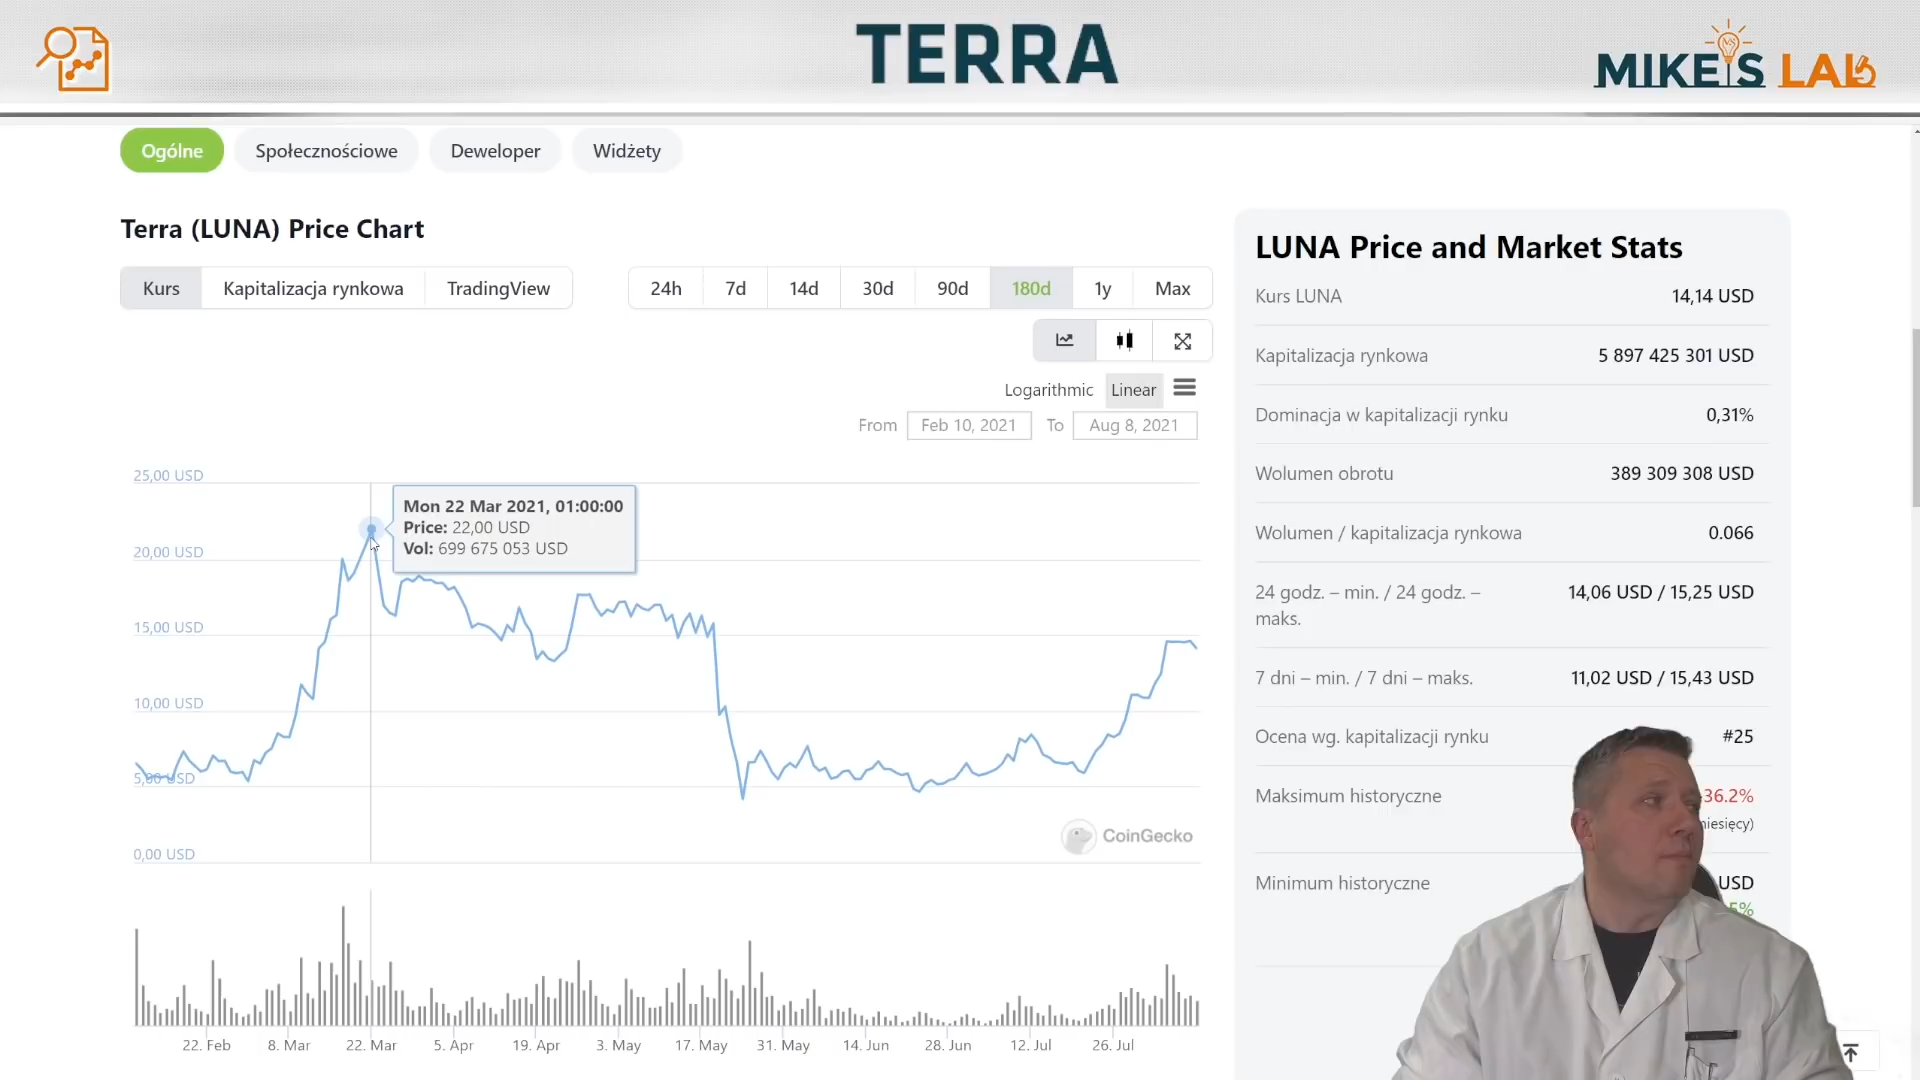 TERRA
MIKE'S LAB
Ogólne
Społecznościowe
Deweloper
Widżety
Terra (LUNA) Price Chart
Kurs
Kapitalizacja rynkowa
TradingView
24h
7d
14d
30d
90d
180d
1y
Max
Logarithmic
Linear
From
Feb 10, 2021
To
Aug 8, 2021
25,00 USD
20,00 USD
15,00 USD
10,00 USD
5,00 USD
0,00 USD
Mon 22 Mar 2021, 01:00:00
Price: 22,00 USD
Vol: 699 675 053 USD
CoinGecko
22. Feb
8. Mar
22. Mar
5. Apr
19. Apr
3. May
17. May
31. May
14. Jun
28. Jun
12. Jul
26. Jul
LUNA Price and Market Stats
Kurs LUNA
14,14 USD
Kapitalizacja rynkowa
5 897 425 301 USD
Dominacja w kapitalizacji rynku
0,31%
Wolumen obrotu
389 309 308 USD
Wolumen / kapitalizacja rynkowa
0.066
24 godz. – min. / 24 godz. –
maks.
14,06 USD / 15,25 USD
7 dni – min. / 7 dni – maks.
11,02 USD / 15,43 USD
Ocena wg. kapitalizacji rynku
#25
Maksimum historyczne
36.2%
Minimum historyczne
USD